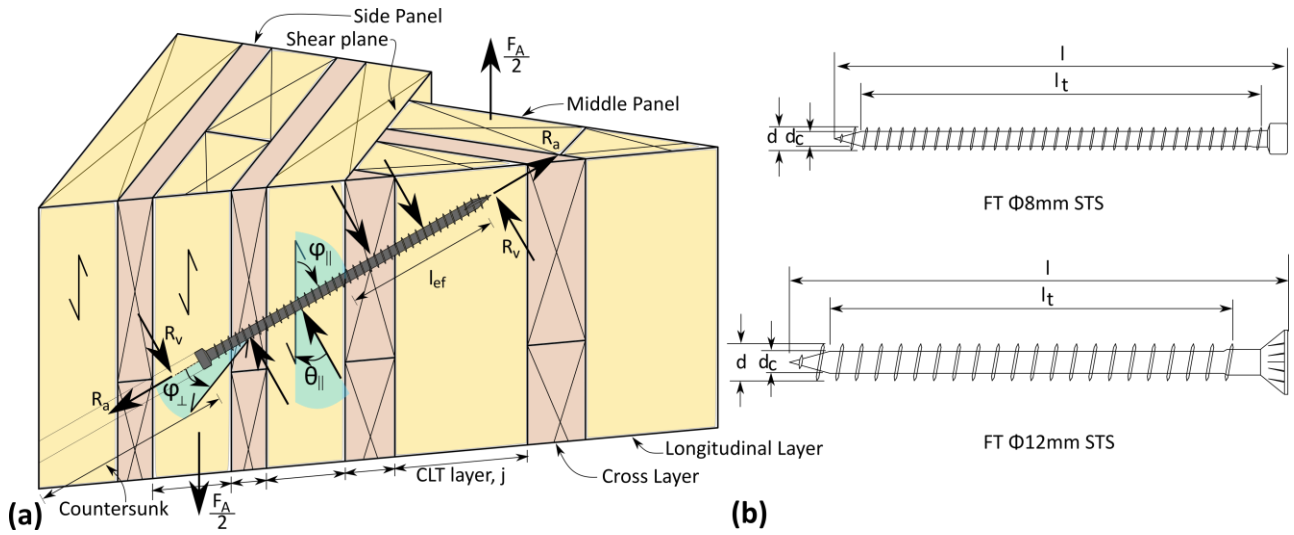 Side Panel
Shear plane
F_A
2
Middle Panel
R_a
φ_||
R_v
l_ef
R_v
θ_||
R_a
φ_⊥
Longitudinal Layer
CLT layer, j
Cross Layer
Countersunk
F_A
2
(a)
l
l_t
d
d_c
FT Φ8mm STS
l
l_t
d
d_c
FT Φ12mm STS
(b)